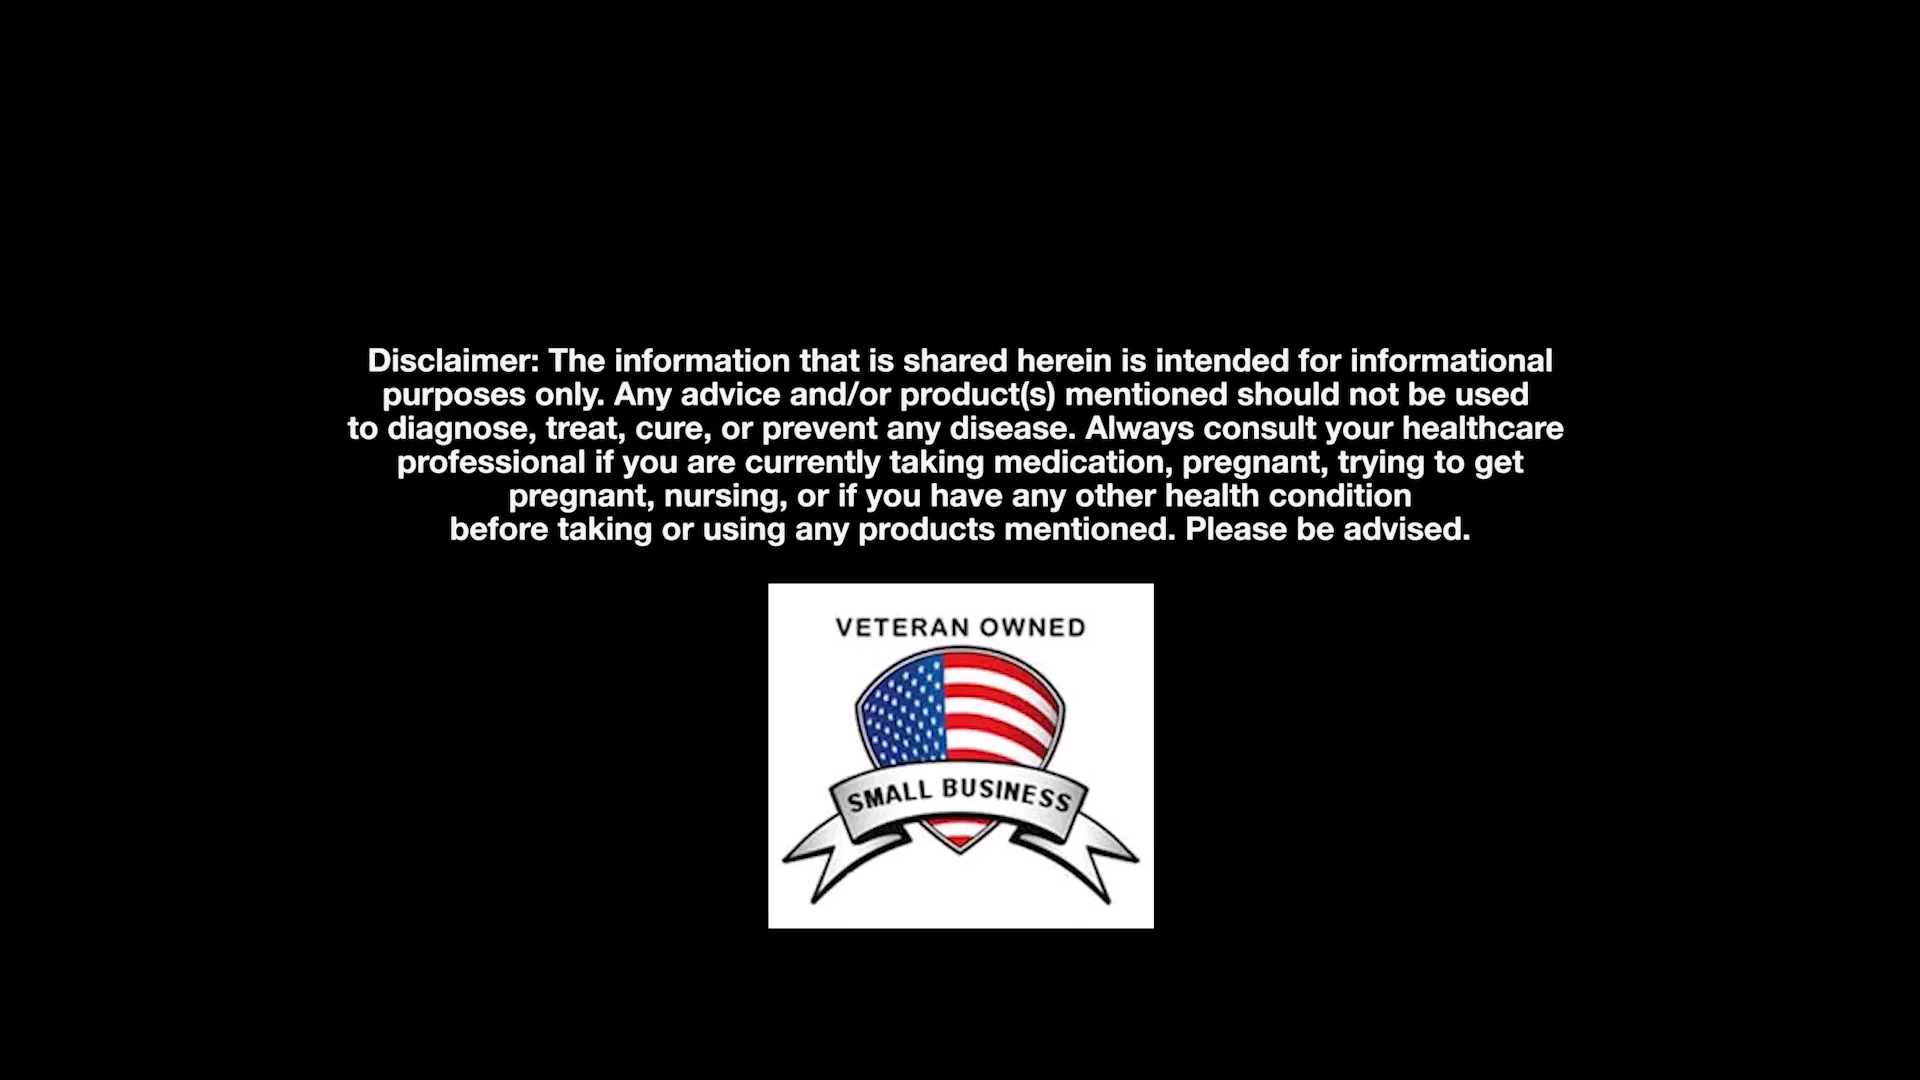 Disclaimer: The information that is shared herein is intended for informational
purposes only. Any advice and/or product(s) mentioned should not be used
to diagnose, treat, cure, or prevent any disease. Always consult your healthcare
professional if you are currently taking medication, pregnant, trying to get
pregnant, nursing, or if you have any other health condition
before taking or using any products mentioned. Please be advised.
VETERAN OWNED
SMALL BUSINESS